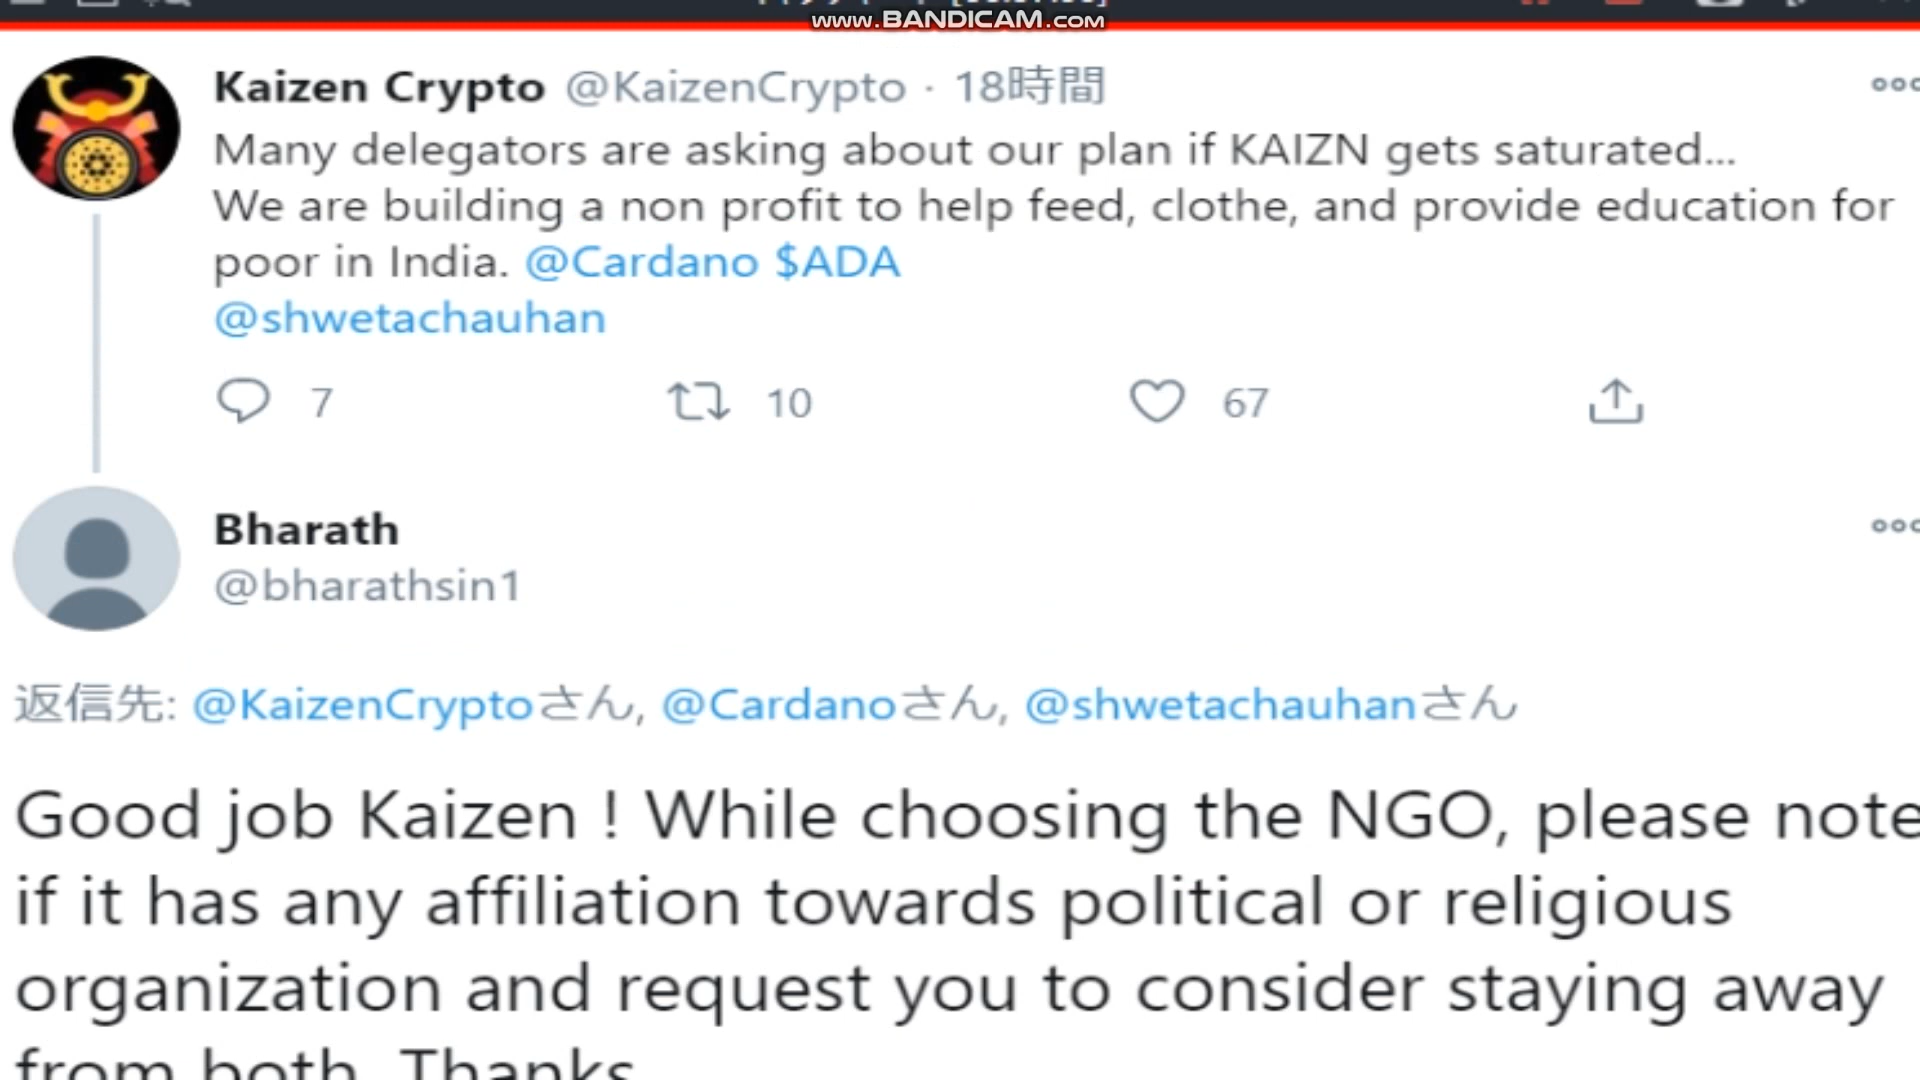 www.BANDICAM.com
Kaizen Crypto @KaizenCrypto · 18時間
Many delegators are asking about our plan if KAIZN gets saturated...
We are building a non profit to help feed, clothe, and provide education for
poor in India. @Cardano $ADA
@shwetachauhan
7 10 67
Bharath
@bharathsin1
返信先: @KaizenCryptoさん, @Cardanoさん, @shwetachauhanさん
Good job Kaizen ! While choosing the NGO, please note
if it has any affiliation towards political or religious
organization and request you to consider staying away
from both. Thanks